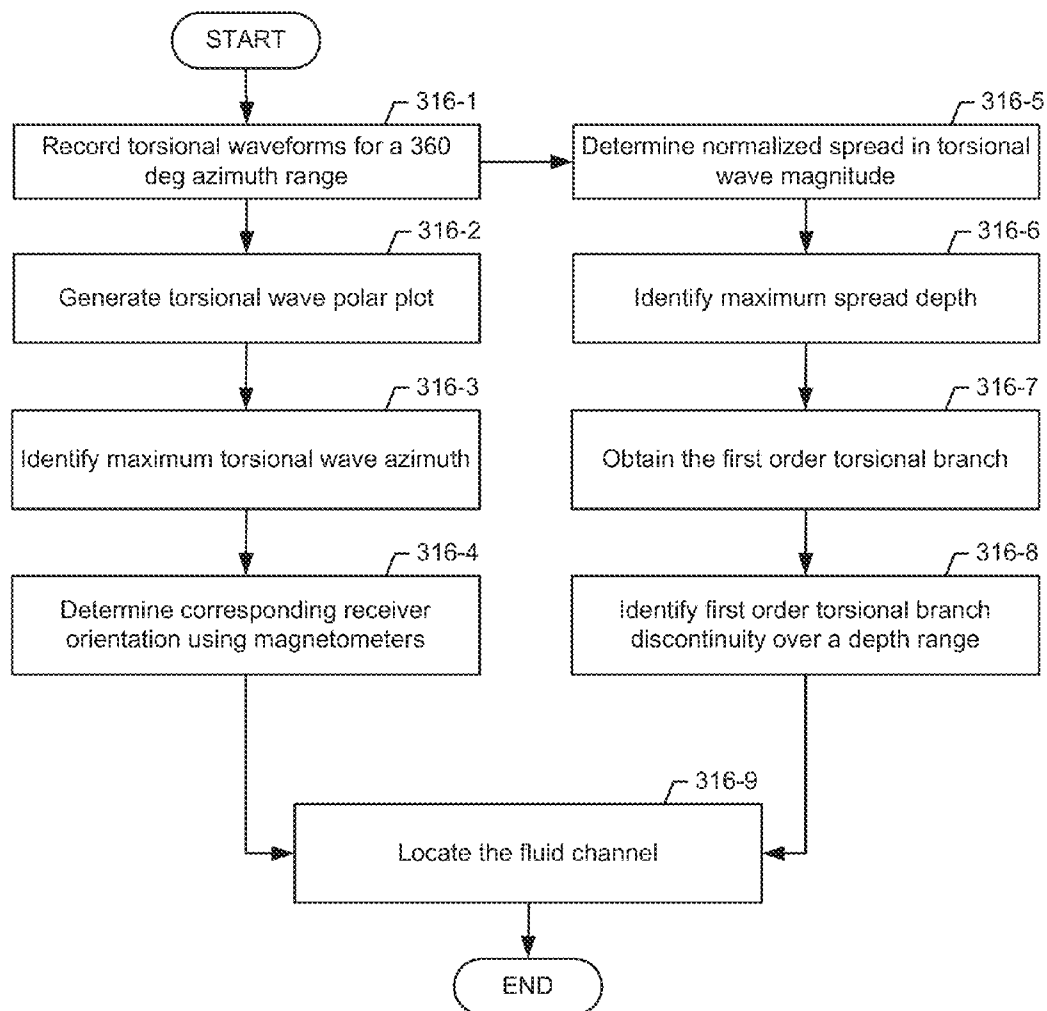 START
316-1
Record torsional waveforms for a 360
deg azimuth range
316-2
Generate torsional wave polar plot
316-3
Identify maximum torsional wave azimuth
316-4
Determine corresponding receiver
orientation using magnetometers
316-5
Determine normalized spread in torsional
wave magnitude
316-6
Identify maximum spread depth
316-7
Obtain the first order torsional branch
316-8
Identify first order torsional branch
discontinuity over a depth range
316-9
Locate the fluid channel
END